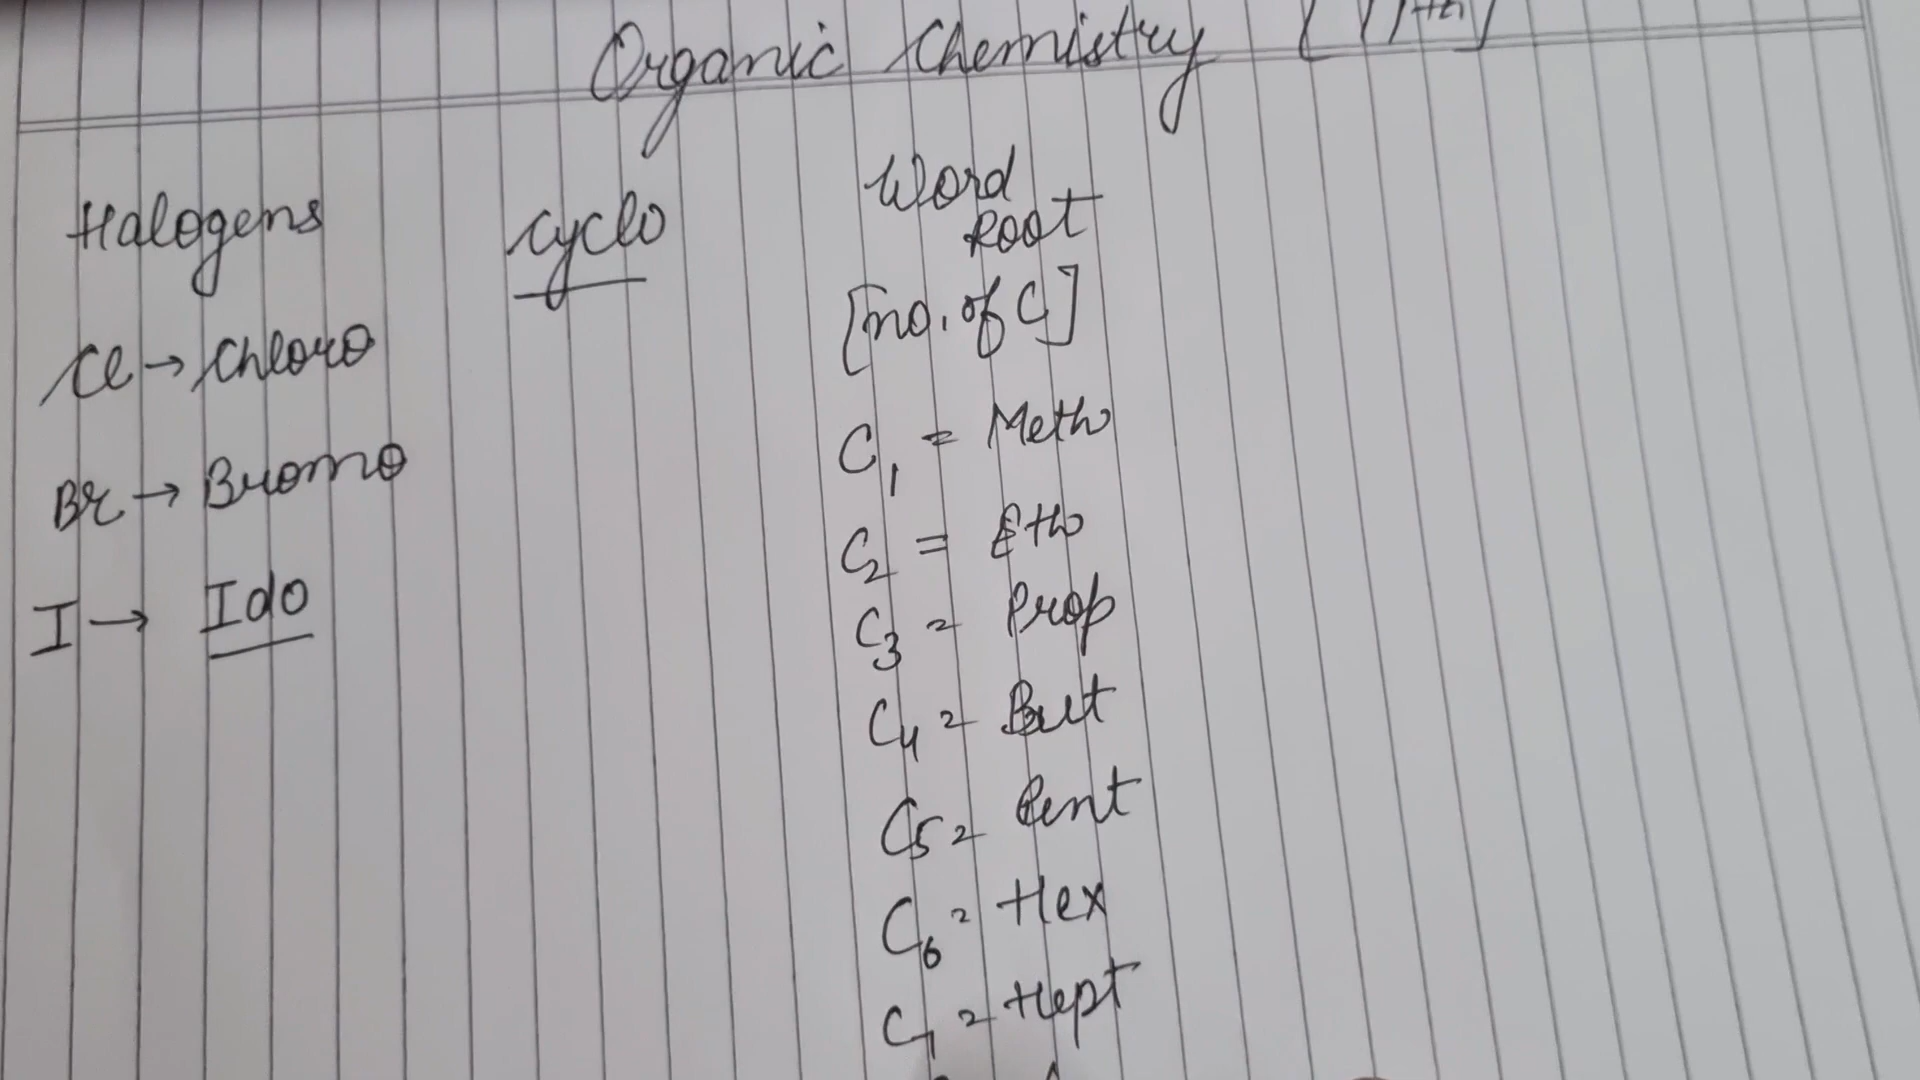 Organic Chemistry [11th]
Halogens
Cl → Chloro
Br → Bromo
I → Ido
Cyclo
Word
Root
[no. of C]
C1 = Meth
C2 = Eth
C3 = Prop
C4 = But
C5 = Pent
C6 = Hex
C7 = Hept